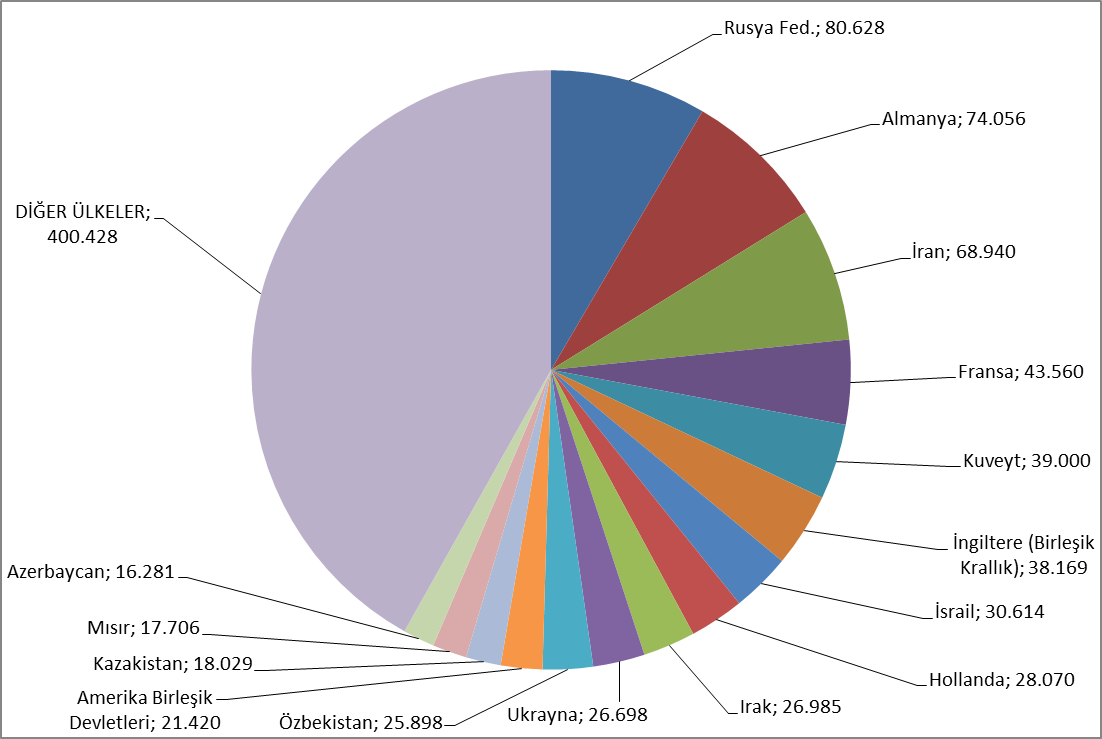 Rusya Fed.; 80.628
Almanya; 74.056
İran; 68.940
Fransa; 43.560
Kuveyt; 39.000
İngiltere (Birleşik
Krallık); 38.169
İsrail; 30.614
Hollanda; 28.070
Irak; 26.985
Ukrayna; 26.698
Özbekistan; 25.898
Amerika Birleşik
Devletleri; 21.420
Kazakistan; 18.029
Mısır; 17.706
Azerbaycan; 16.281
DİĞER ÜLKELER;
400.428